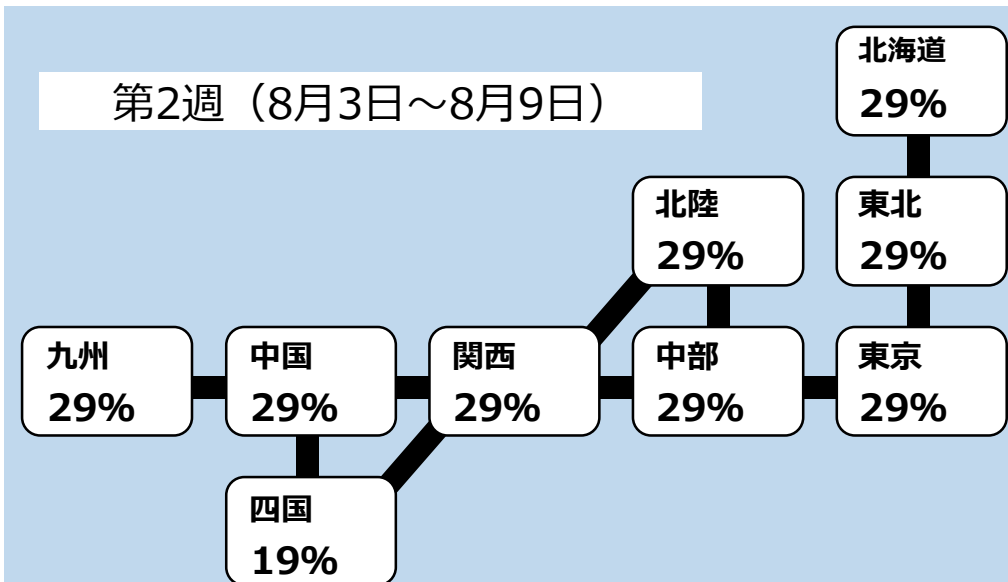 北海道
29%
第2週（8月3日～8月9日）
北陸
29%
東北
29%
九州
29%
中国
29%
関西
29%
中部
29%
東京
29%
四国
19%